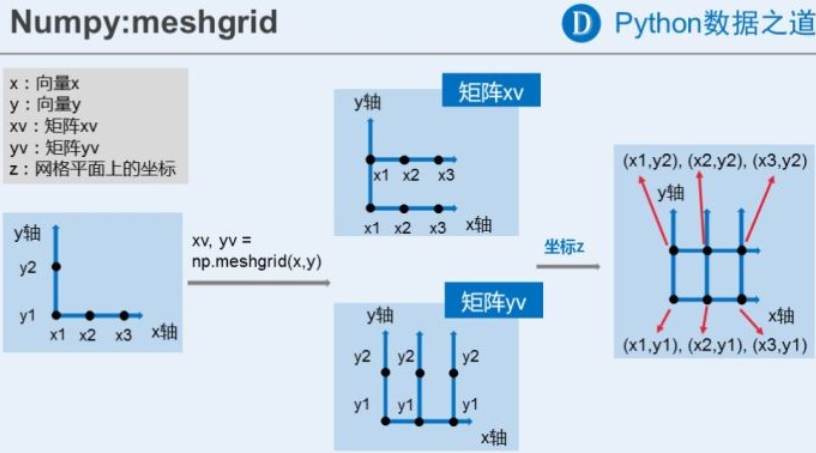 Numpy:meshgrid
D Python数据之道
x：向量x
y：向量y
xv：矩阵xv
yv：矩阵yv
z：网格平面上的坐标
y轴
y2
y1
x1 x2 x3 x轴
xv, yv =
np.meshgrid(x,y)
矩阵xv
y轴
x1 x2 x3
x1 x2 x3 x轴
矩阵yv
y轴
y2 y2 y2
y1 y1 y1
x轴
坐标z
(x1,y2), (x2,y2), (x3,y2)
y轴
x轴
(x1,y1), (x2,y1), (x3,y1)